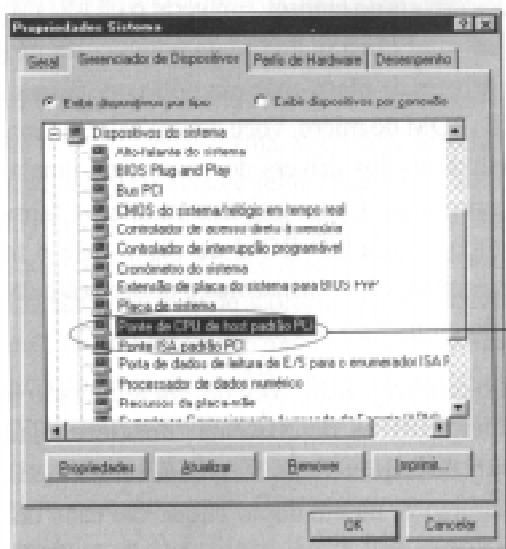 Propriedades Sistema
Geral Gerenciador de Dispositivos Perfis de Hardware Desempenho
Exibir dispositivos por tipo Exibir dispositivos por conexão
Dispositivos do sistema
Alto-falante do sistema
BIOS Plug and Play
Bus PCI
CMOS do sistema/relógio em tempo real
Controlador de acesso direto à memória
Controlador de interrupção programável
Cronômetro do sistema
Extensão de placa do sistema para BIOS PnP
Placa de sistema
Ponte de CPU de host padrão PCI
Ponte ISA padrão PCI
Porta de dados de leitura de E/S para o enumerador ISA P
Processador de dados numérico
Recursos da placa-mãe
Propriedades Atualizar Remover Imprimir...
OK Cancelar